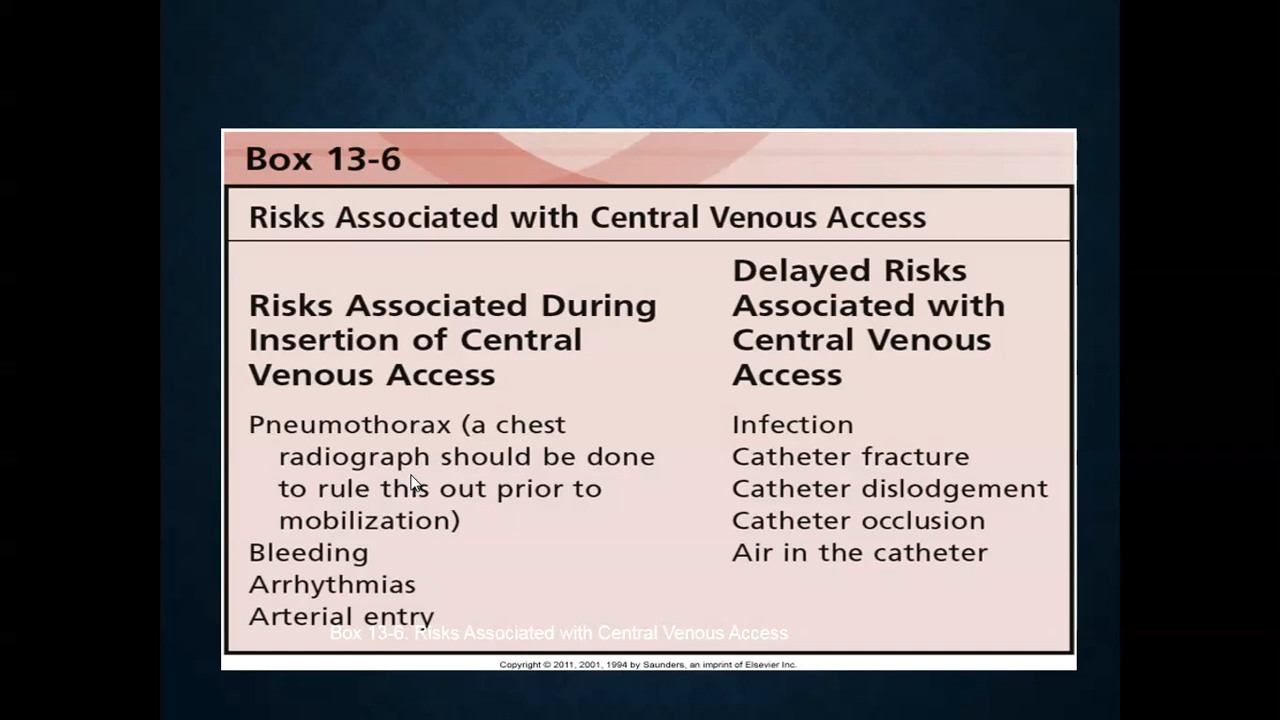 Box 13-6
Risks Associated with Central Venous Access
Risks Associated During
Insertion of Central
Venous Access
Pneumothorax (a chest
radiograph should be done
to rule this out prior to
mobilization)
Bleeding
Arrhythmias
Arterial entry
Delayed Risks
Associated with
Central Venous
Access
Infection
Catheter fracture
Catheter dislodgement
Catheter occlusion
Air in the catheter
Box 13-6. Risks Associated with Central Venous Access
Copyright © 2011, 2001, 1994 by Saunders, an imprint of Elsevier Inc.